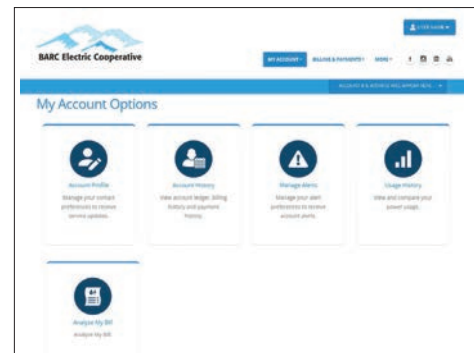 BARC Electric Cooperative
MY ACCOUNT
BILLING & PAYMENTS
MORE
My Account Options
Account Profile
Manage your contact
preferences to receive
service updates.
Account History
View account ledger, billing
history and payment
history.
Manage Alerts
Manage your alert
preferences to receive
account alerts.
Usage History
View and compare your
power usage.
Analyze My Bill
Analyze My Bill.